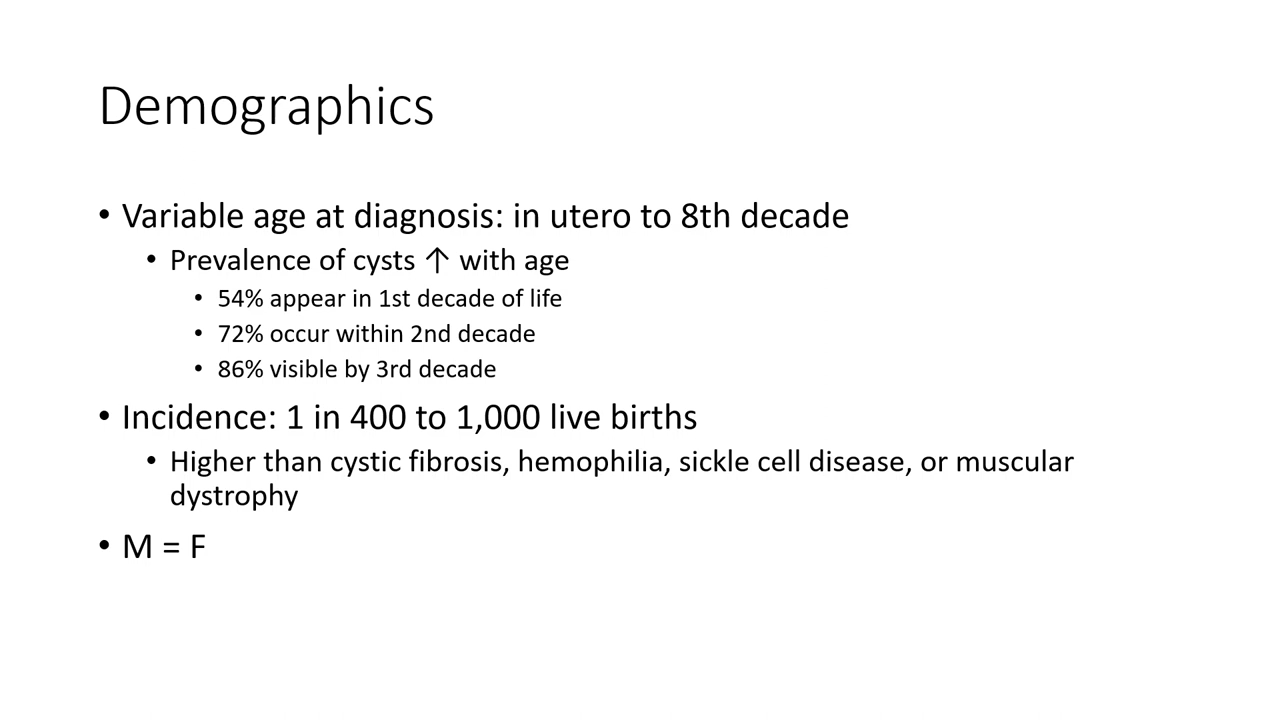 Demographics
• Variable age at diagnosis: in utero to 8th decade
• Prevalence of cysts ↑ with age
• 54% appear in 1st decade of life
• 72% occur within 2nd decade
• 86% visible by 3rd decade
• Incidence: 1 in 400 to 1,000 live births
• Higher than cystic fibrosis, hemophilia, sickle cell disease, or muscular
dystrophy
• M = F